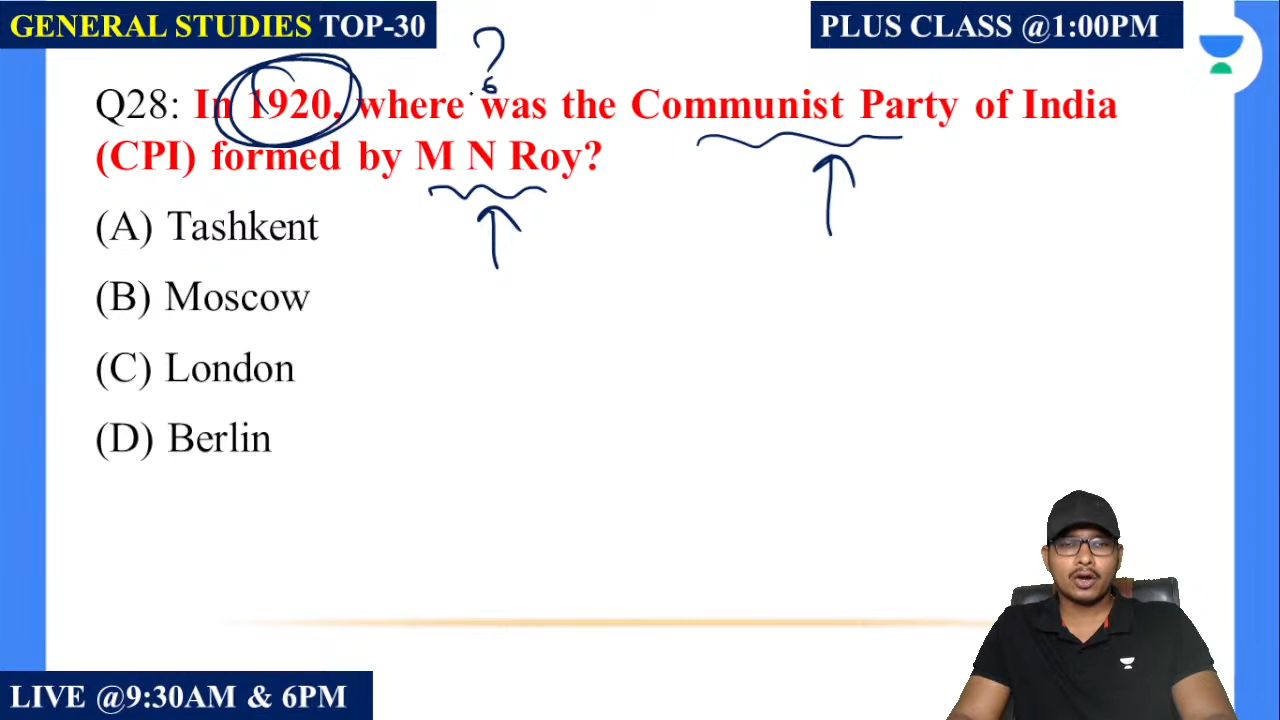 GENERAL STUDIES TOP-30
PLUS CLASS @1:00PM
?
Q28: In 1920, where was the Communist Party of India
(CPI) formed by M N Roy?
(A) Tashkent
(B) Moscow
(C) London
(D) Berlin
LIVE @9:30AM & 6PM